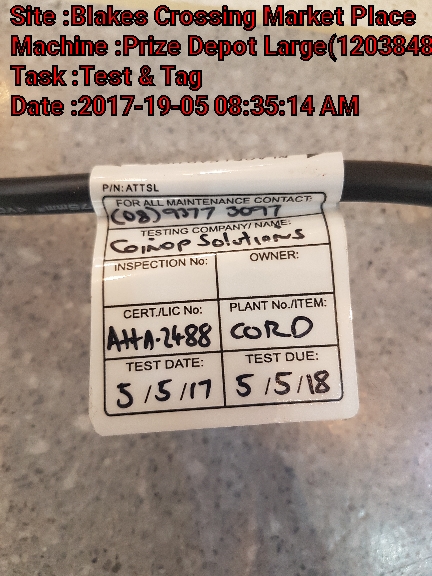 Site :Blakes Crossing Market Place
Machine :Prize Depot Large(1203848
Task :Test & Tag
Date :2017-19-05 08:35:14 AM
P/N: ATTSL
FOR ALL MAINTENANCE CONTACT:
(08) 9377 3077
TESTING COMPANY/ NAME:
Coinop Solutions
INSPECTION No: OWNER:
CERT./LIC No: PLANT No./ITEM:
AHA-2488 CORD
TEST DATE: TEST DUE:
5/5/17 5/5/18